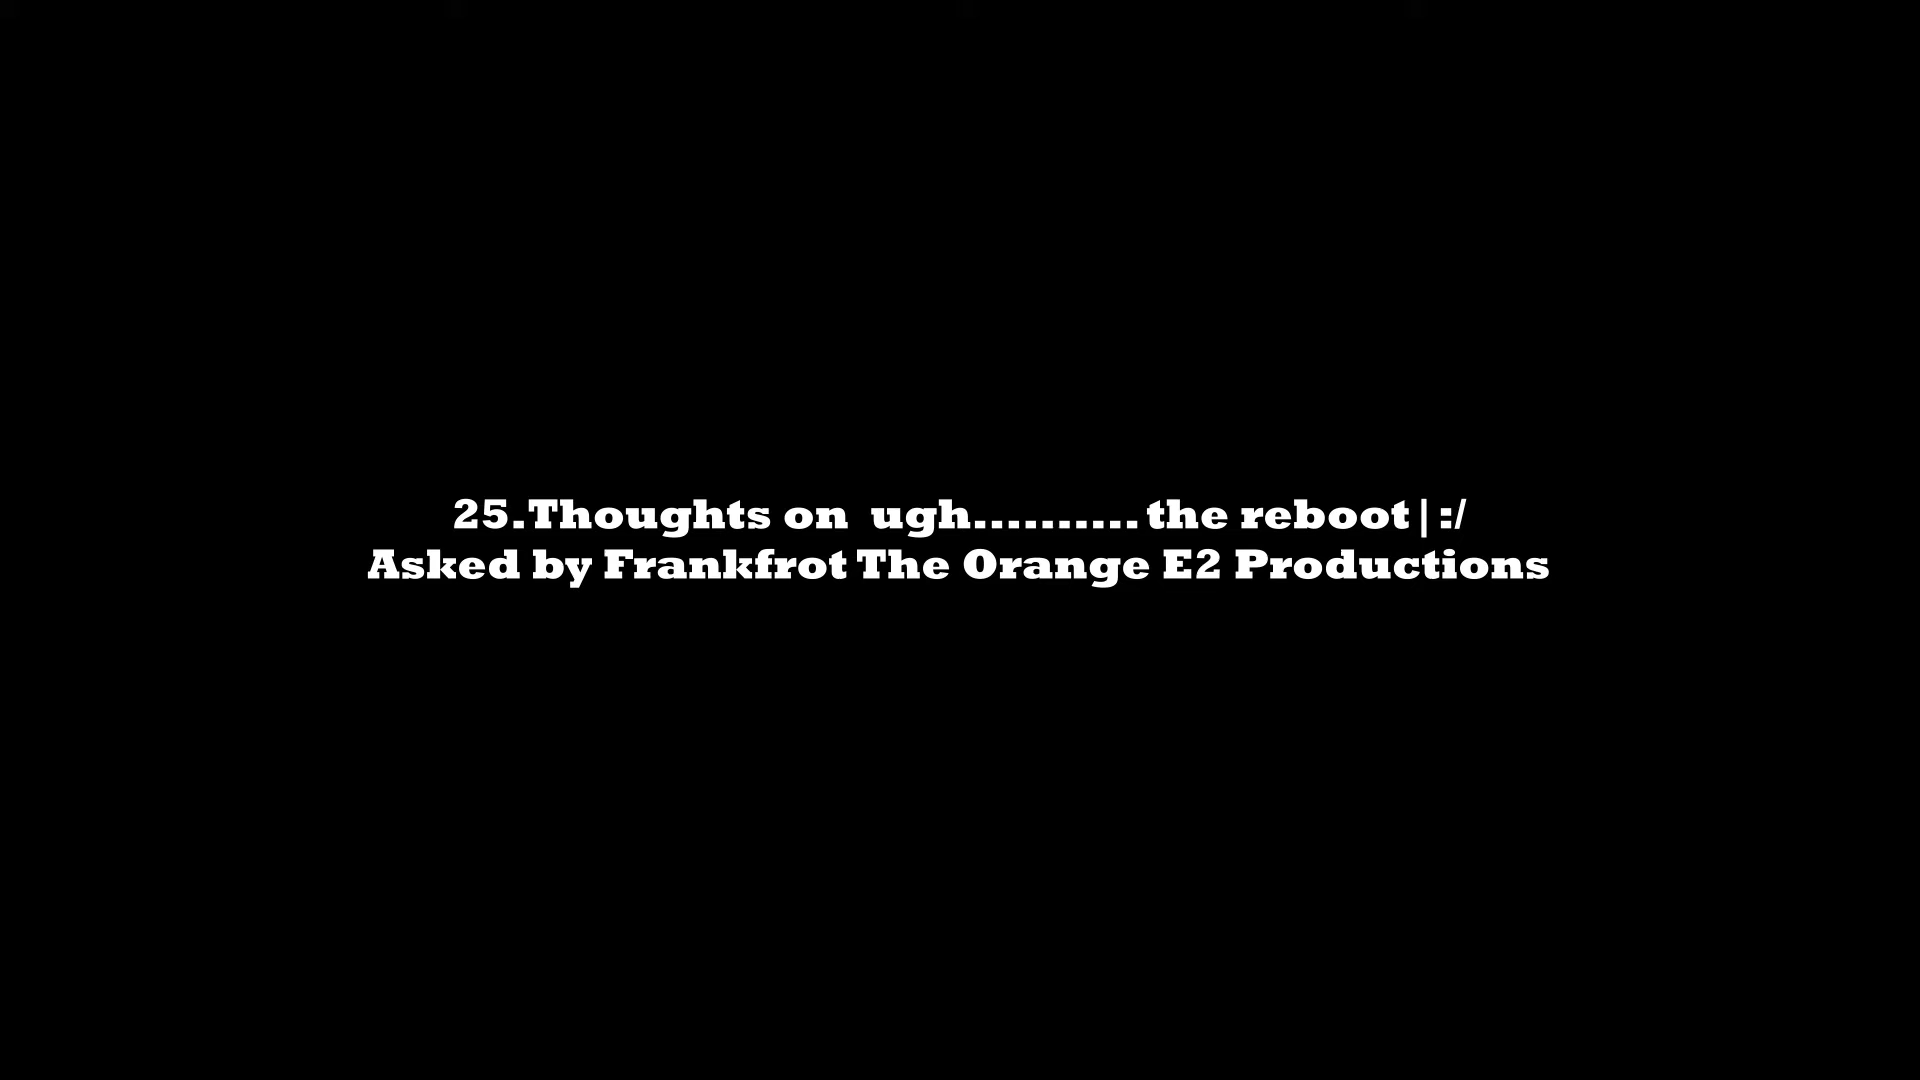 25.Thoughts on  ugh..........the reboot|:/
Asked by Frankfrot The Orange E2 Productions